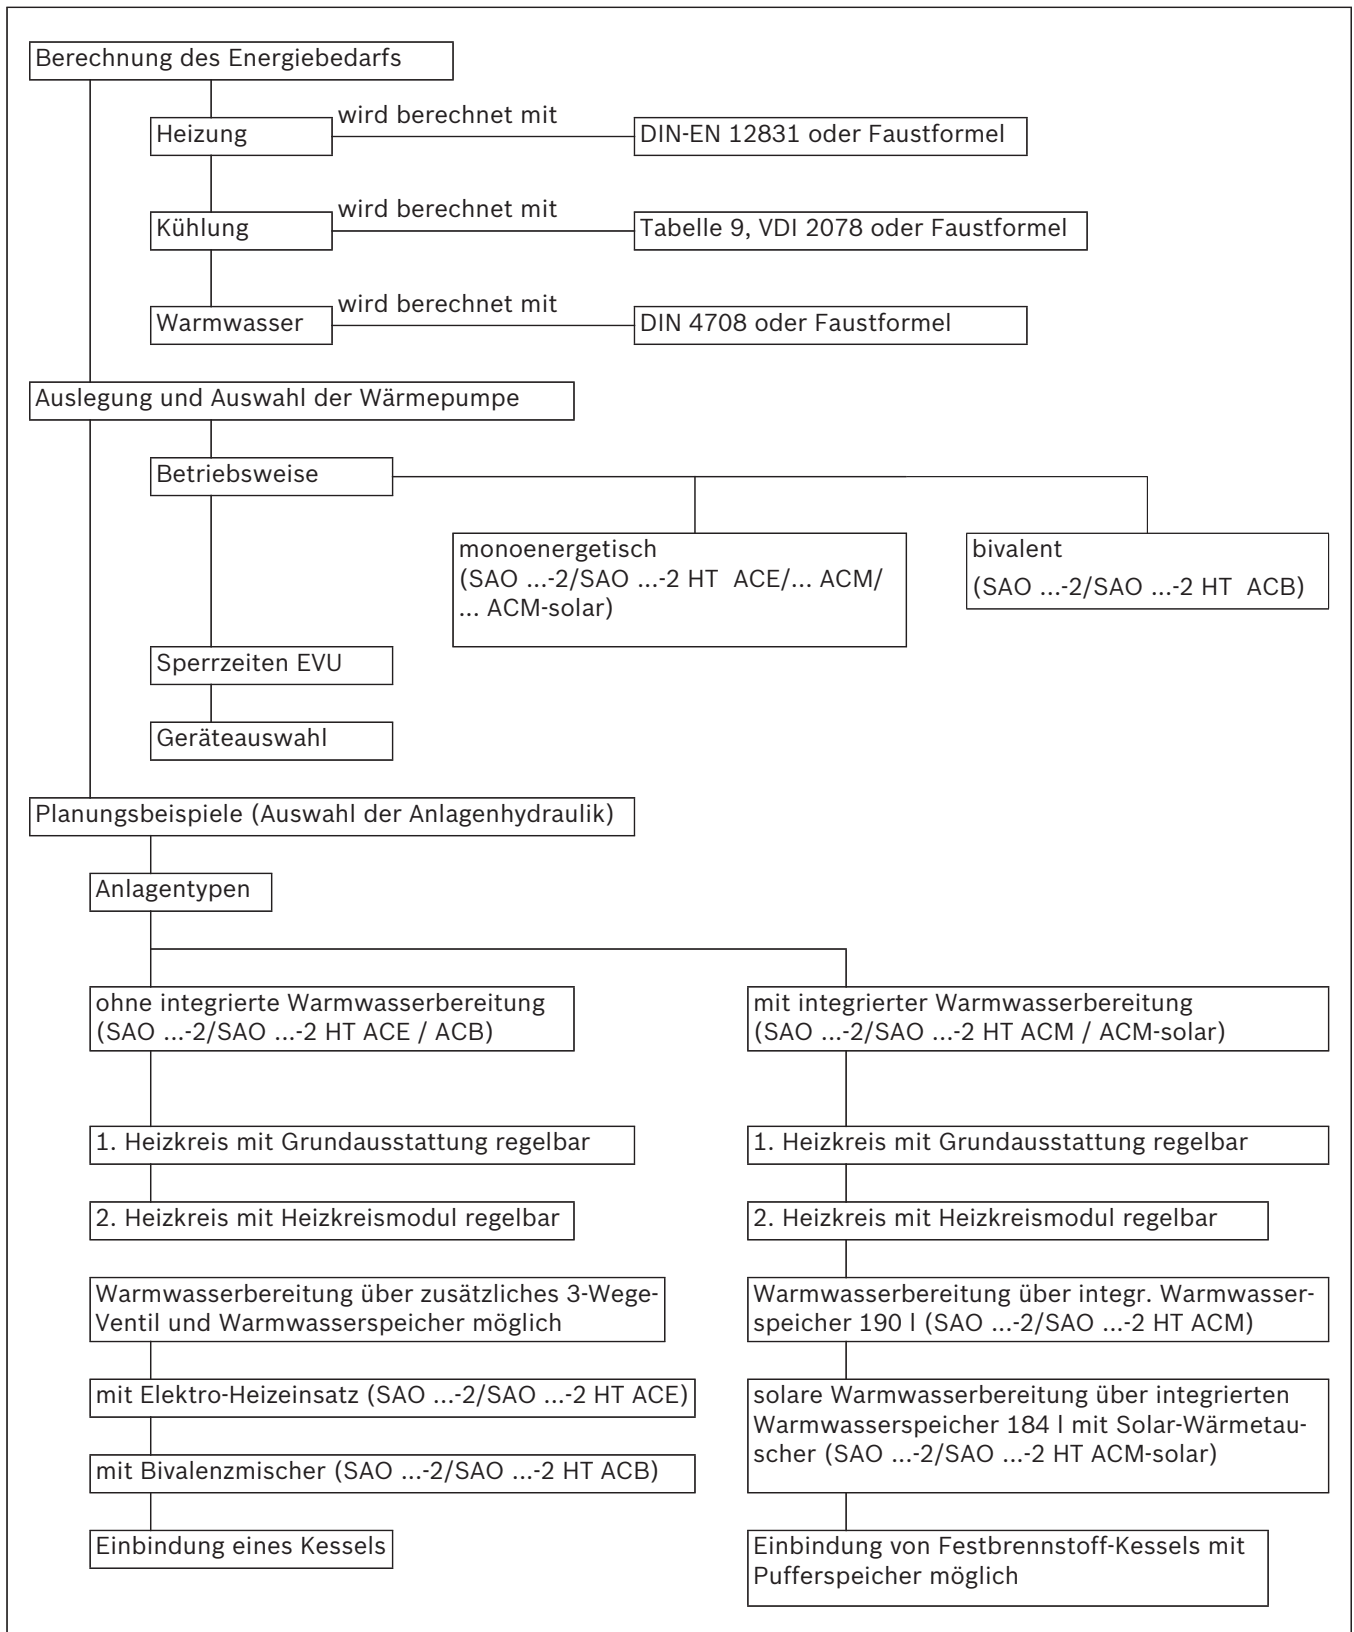 Berechnung des Energiebedarfs
Heizung
wird berechnet mit
DIN-EN 12831 oder Faustformel
Kühlung
wird berechnet mit
Tabelle 9, VDI 2078 oder Faustformel
Warmwasser
wird berechnet mit
DIN 4708 oder Faustformel
Auslegung und Auswahl der Wärmepumpe
Betriebsweise
monoenergetisch
(SAO ...-2/SAO ...-2 HT  ACE/... ACM/
... ACM-solar)
bivalent
(SAO ...-2/SAO ...-2 HT  ACB)
Sperrzeiten EVU
Geräteauswahl
Planungsbeispiele (Auswahl der Anlagenhydraulik)
Anlagentypen
ohne integrierte Warmwasserbereitung
(SAO ...-2/SAO ...-2 HT ACE / ACB)
1. Heizkreis mit Grundausstattung regelbar
2. Heizkreis mit Heizkreismodul regelbar
Warmwasserbereitung über zusätzliches 3-Wege-
Ventil und Warmwasserspeicher möglich
mit Elektro-Heizeinsatz (SAO ...-2/SAO ...-2 HT ACE)
mit Bivalenzmischer (SAO ...-2/SAO ...-2 HT ACB)
Einbindung eines Kessels
mit integrierter Warmwasserbereitung
(SAO ...-2/SAO ...-2 HT ACM / ACM-solar)
1. Heizkreis mit Grundausstattung regelbar
2. Heizkreis mit Heizkreismodul regelbar
Warmwasserbereitung über integr. Warmwasser-
speicher 190 l (SAO ...-2/SAO ...-2 HT ACM)
solare Warmwasserbereitung über integrierten
Warmwasserspeicher 184 l mit Solar-Wärmetau-
scher (SAO ...-2/SAO ...-2 HT ACM-solar)
Einbindung von Festbrennstoff-Kessels mit
Pufferspeicher möglich